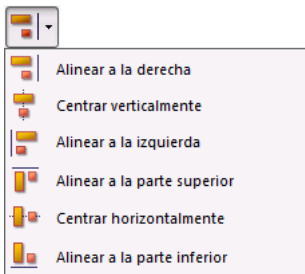 Alinear a la derecha
Centrar verticalmente
Alinear a la izquierda
Alinear a la parte superior
Centrar horizontalmente
Alinear a la parte inferior